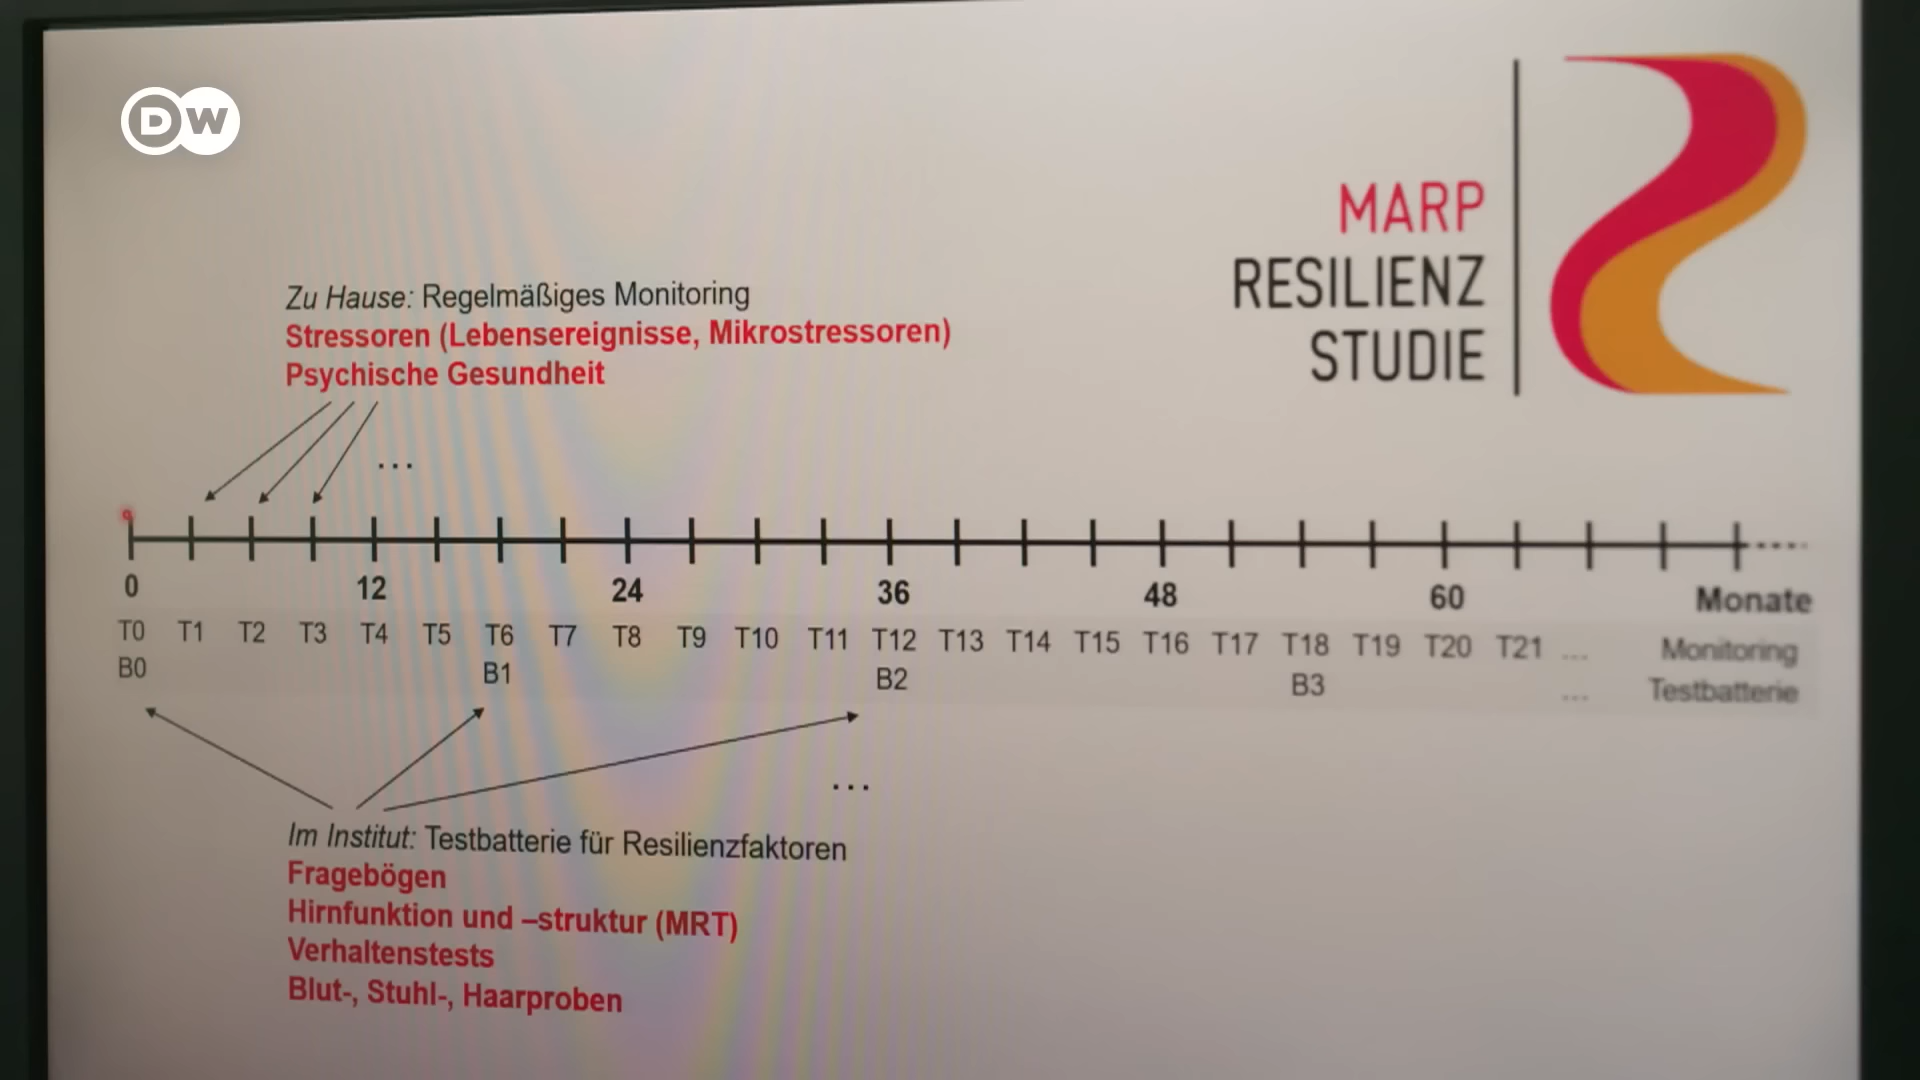 DW
MARP
RESILIENZ
STUDIE
Zu Hause: Regelmäßiges Monitoring
Stressoren (Lebensereignisse, Mikrostressoren)
Psychische Gesundheit
...
0 12 24 36 48 60 Monate
T0 T1 T2 T3 T4 T5 T6 T7 T8 T9 T10 T11 T12 T13 T14 T15 T16 T17 T18 T19 T20 T21 ... Monitoring
B0 B1 B2 B3 ... Testbatterie
...
Im Institut: Testbatterie für Resilienzfaktoren
Fragebögen
Hirnfunktion und –struktur (MRT)
Verhaltenstests
Blut-, Stuhl-, Haarproben